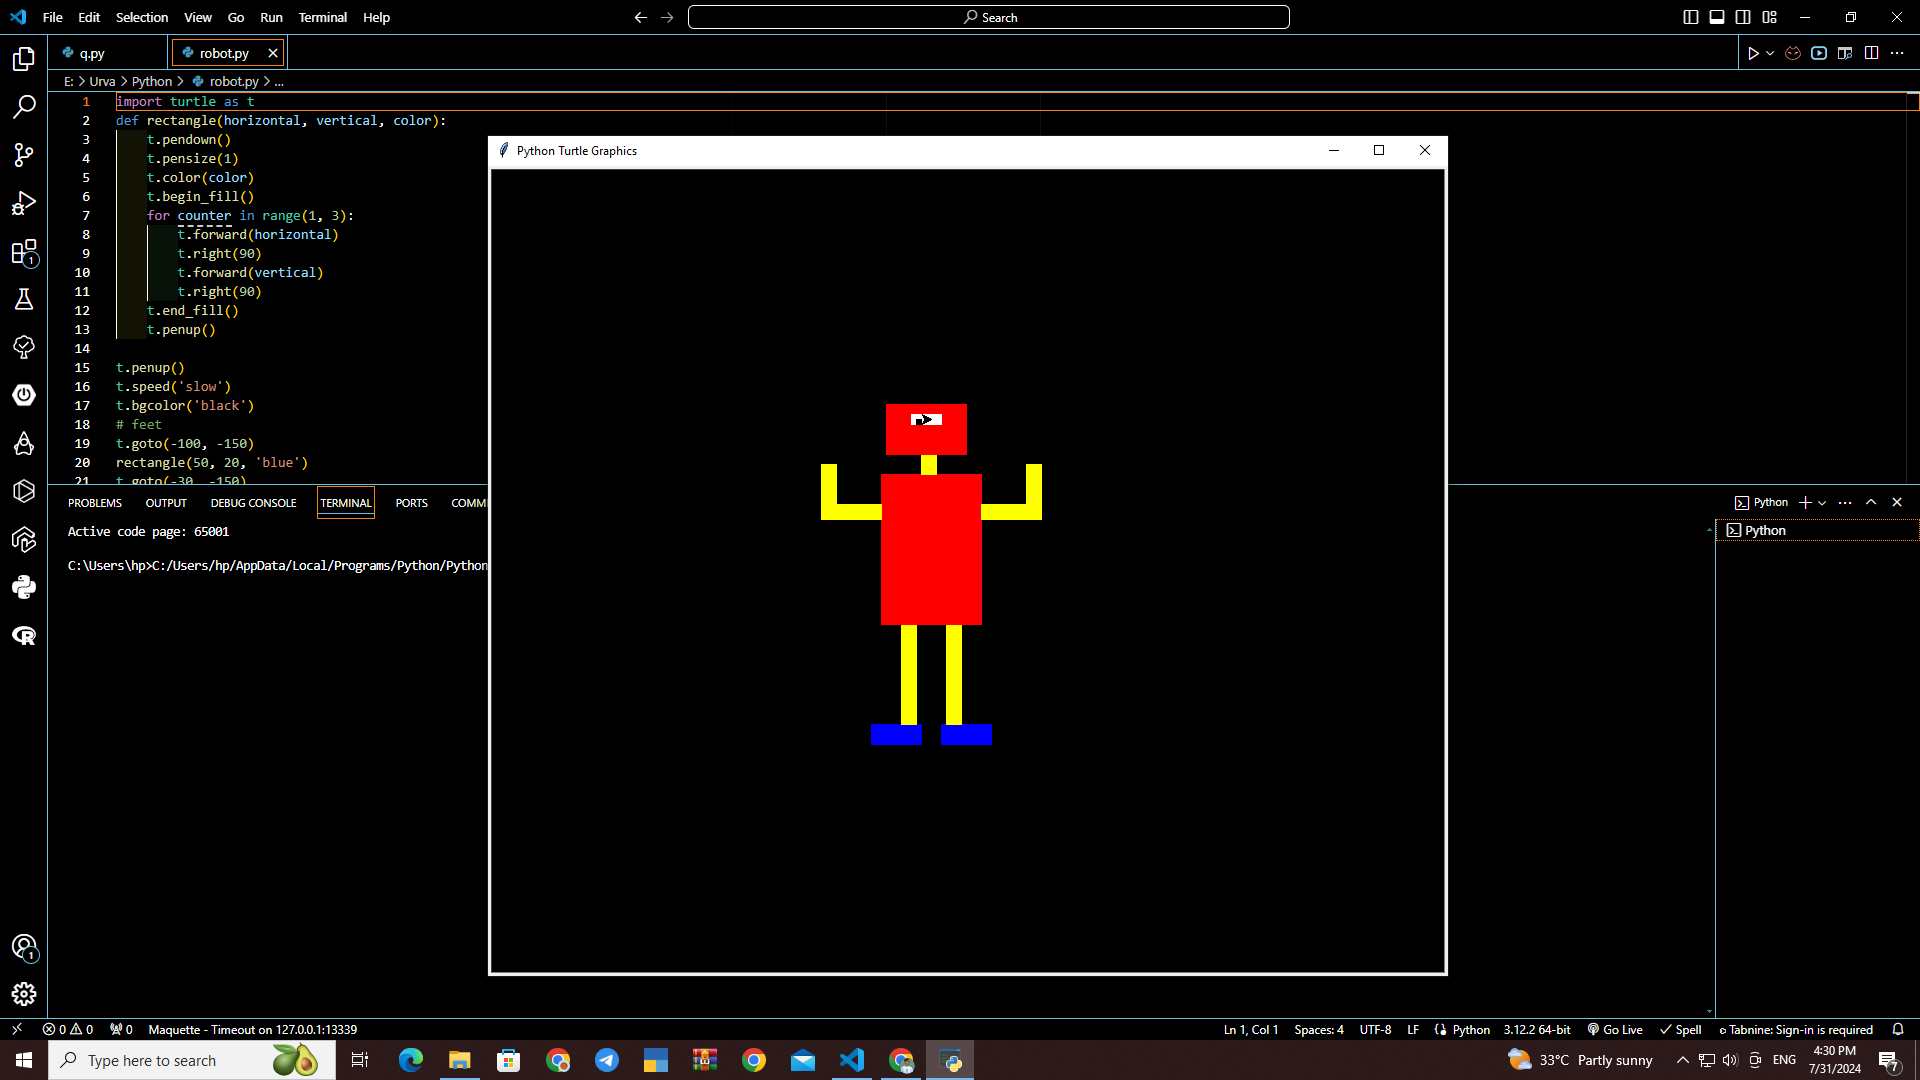 File Edit Selection View Go Run Terminal Help
Search
q.py
robot.py
E: > Urva > Python > robot.py > ...
1 import turtle as t
2 def rectangle(horizontal, vertical, color):
3 t.pendown()
4 t.pensize(1)
5 t.color(color)
6 t.begin_fill()
7 for counter in range(1, 3):
8 t.forward(horizontal)
9 t.right(90)
10 t.forward(vertical)
11 t.right(90)
12 t.end_fill()
13 t.penup()
14
15 t.penup()
16 t.speed('slow')
17 t.bgcolor('black')
18 # feet
19 t.goto(-100, -150)
20 rectangle(50, 20, 'blue')
21 t.goto(-30, -150)
Python Turtle Graphics
PROBLEMS OUTPUT DEBUG CONSOLE TERMINAL PORTS COMM
Python
Active code page: 65001
Python
C:\Users\hp>C:/Users/hp/AppData/Local/Programs/Python/Python
1
1
0 0 0 Maquette - Timeout on 127.0.0.1:13339
Ln 1, Col 1 Spaces: 4 UTF-8 LF Python 3.12.2 64-bit Go Live Spell Tabnine: Sign-in is required
Type here to search
33°C Partly sunny ENG
4:30 PM
7/31/2024
7